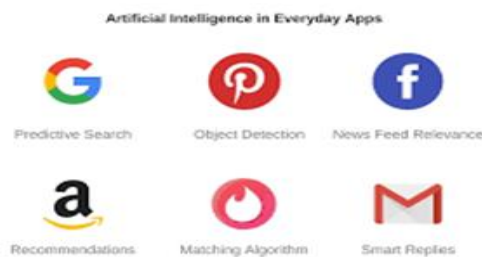 Artificial Intelligence in Everyday Apps
Predictive Search
Object Detection
News Feed Relevance
Recommendations
Matching Algorithm
Smart Replies